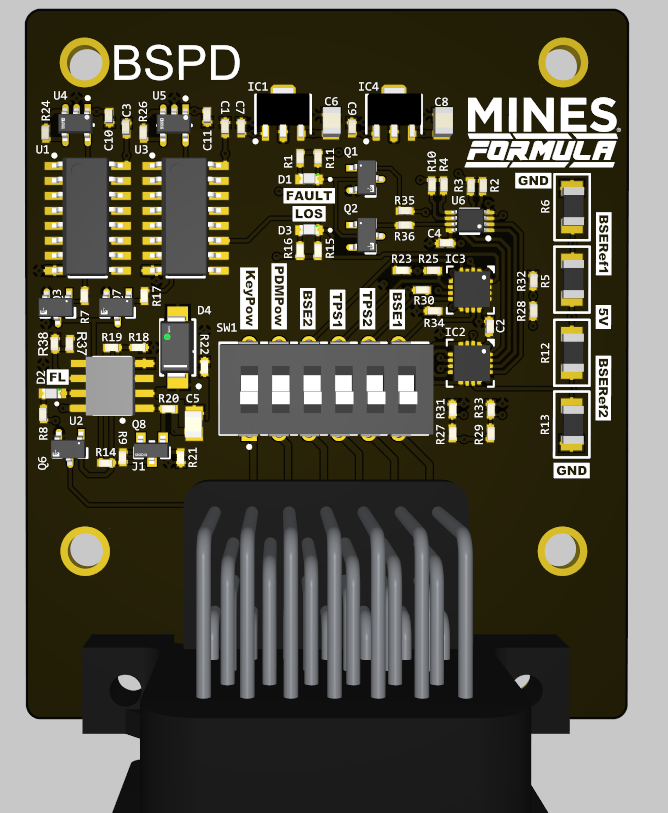 BSPD
MINES
FORMULA
U4
U5
IC1
IC4
R24
C10
C3
R26
C11
C1
C7
C6
C9
C8
U1
U3
R1
R11
Q1
R10
R4
R3
R2
GND
D1
FAULT
LOS
R35
U6
R6
Q2
D3
R36
C4
BSERef1
R16
R15
IC3
R23
R25
KeyPow
PDMPow
BSE2
TPS1
TPS2
BSE1
R30
R32
R5
R17
R7
R34
C2
R28
5V
D4
SW1
IC2
R38
R37
R19
R18
R22
R12
BSERef2
D2
FL
R20
C5
R31
R33
R8
U2
Q8
R27
R29
R13
Q6
R9
R14
J1
R21
GND